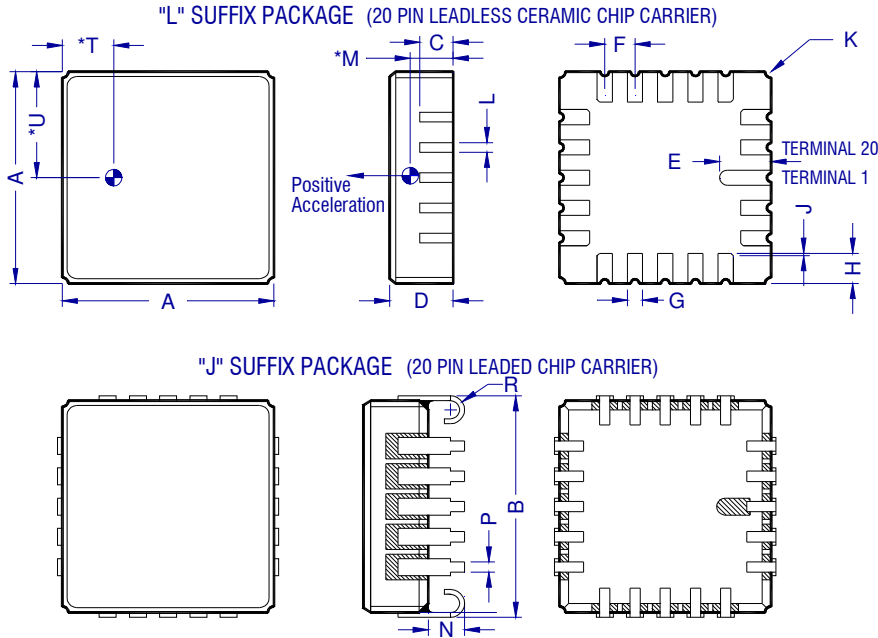 "L" SUFFIX PACKAGE (20 PIN LEADLESS CERAMIC CHIP CARRIER)
*T
*M
C
F
K
*U
L
A
E
TERMINAL 20
TERMINAL 1
Positive
Acceleration
J
H
A
D
G
"J" SUFFIX PACKAGE (20 PIN LEADED CHIP CARRIER)
R
B
P
N